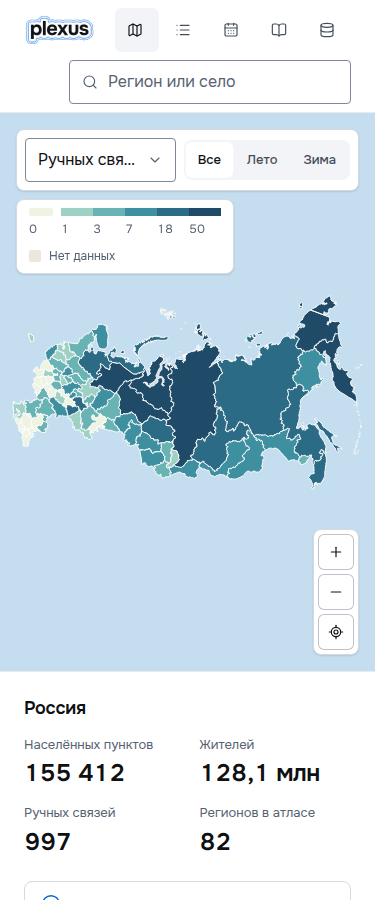 plexus
Регион или село
Ручных свя...
Все
Лето
Зима
0 1 3 7 18 50
Нет данных
Россия
Населённых пунктов
Жителей
155 412
128,1 млн
Ручных связей
Регионов в атласе
997
82